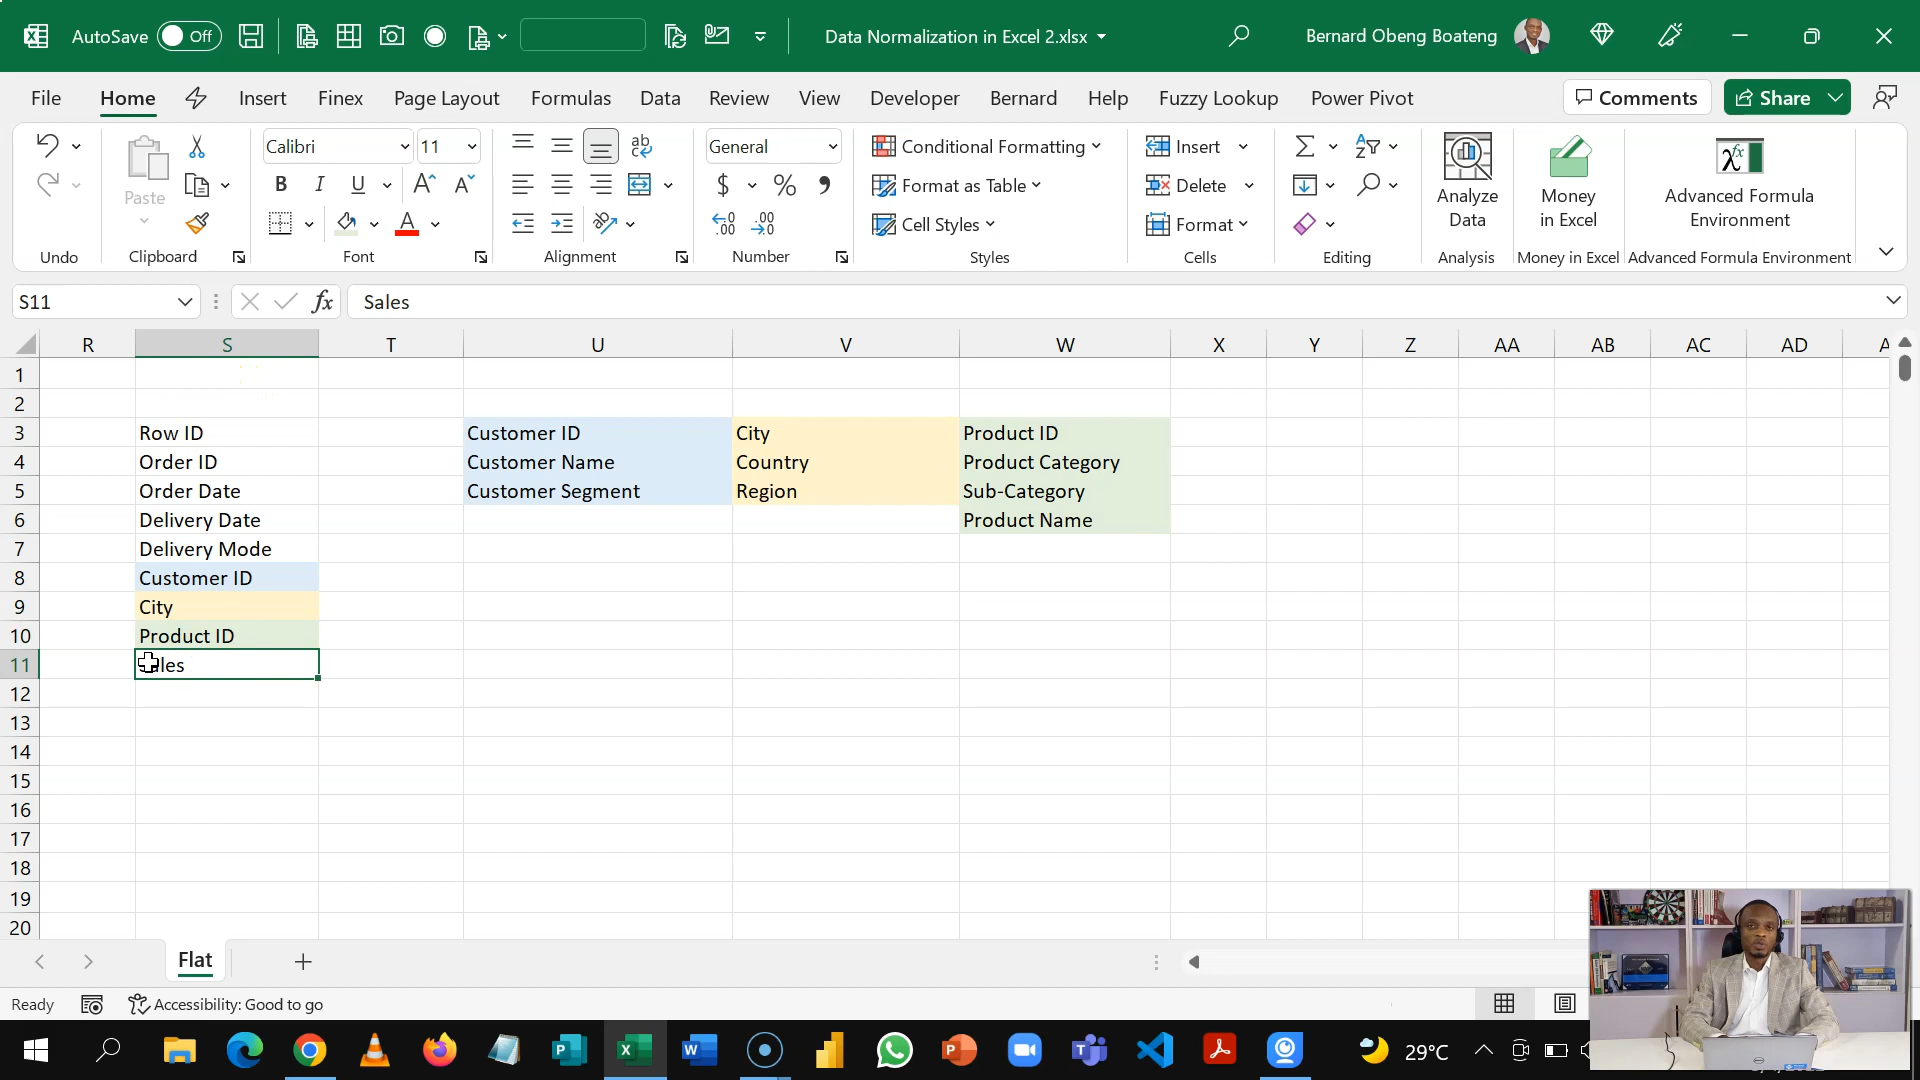 AutoSave Off Data Normalization in Excel 2.xlsx Bernard Obeng Boateng
File Home Insert Finex Page Layout Formulas Data Review View Developer Bernard Help Fuzzy Lookup Power Pivot Comments Share
Calibri 11 General Conditional Formatting Insert
Paste B I U A A $ % Format as Table Delete
A Cell Styles Format
Analyze Data
Money in Excel
Advanced Formula Environment
Undo Clipboard Font Alignment Number Styles Cells Editing Analysis Money in Excel Advanced Formula Environment
S11 fx Sales
R S T U V W X Y Z AA AB AC AD A
1
2
3 Row ID Customer ID City Product ID
4 Order ID Customer Name Country Product Category
5 Order Date Customer Segment Region Sub-Category
6 Delivery Date Product Name
7 Delivery Mode
8 Customer ID
9 City
10 Product ID
11
12
13
14
15
16
17
18
19
20
Flat
Ready Accessibility: Good to go
29°C